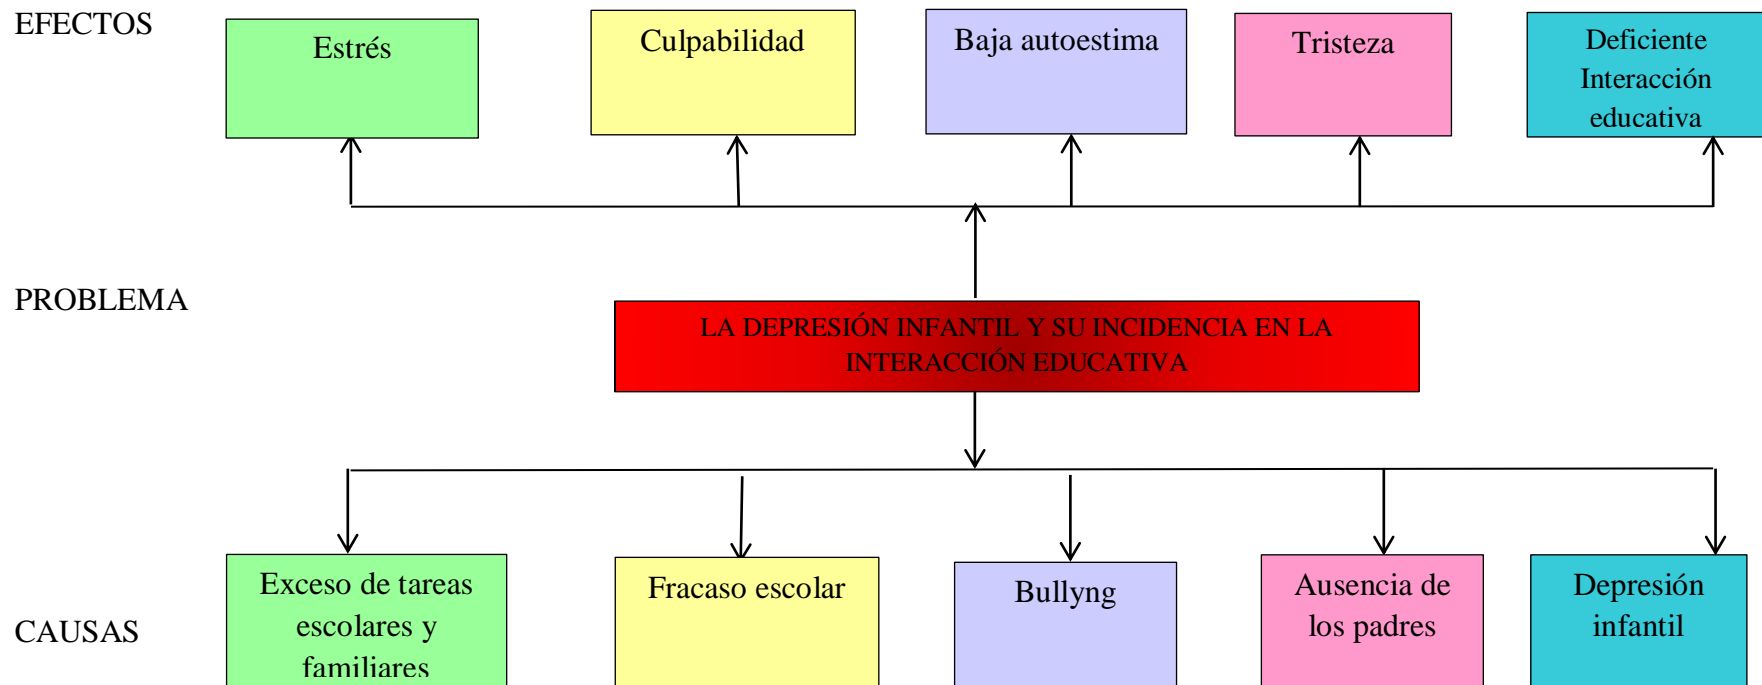 EFECTOS
Estrés
Culpabilidad
Baja autoestima
Tristeza
Deficiente
Interacción
educativa
PROBLEMA
LA DEPRESIÓN INFANTIL Y SU INCIDENCIA EN LA
INTERACCIÓN EDUCATIVA
CAUSAS
Exceso de tareas
escolares y
familiares
Fracaso escolar
Bullyng
Ausencia de
los padres
Depresión
infantil